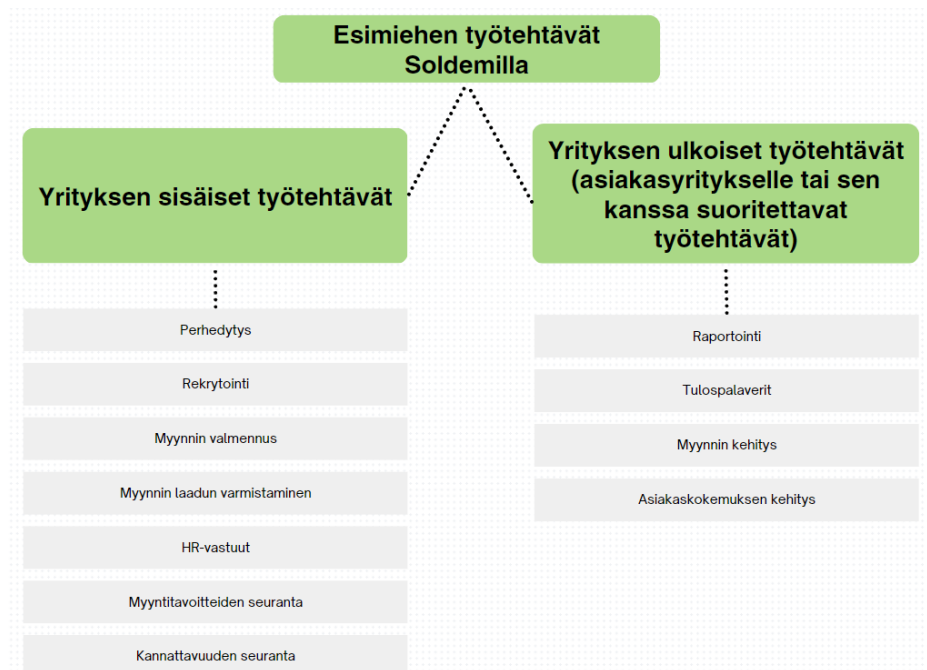 Esimiehen työtehtävät
Soldemilla
Yrityksen sisäiset työtehtävät
Perhedytys
Rekrytointi
Myynnin valmennus
Myynnin laadun varmistaminen
HR-vastuut
Myyntitavoitteiden seuranta
Kannattavuuden seuranta
Yrityksen ulkoiset työtehtävät
(asiakasyritykselle tai sen
kanssa suoritettavat
työtehtävät)
Raportointi
Tulospalaverit
Myynnin kehitys
Asiakaskokemuksen kehitys